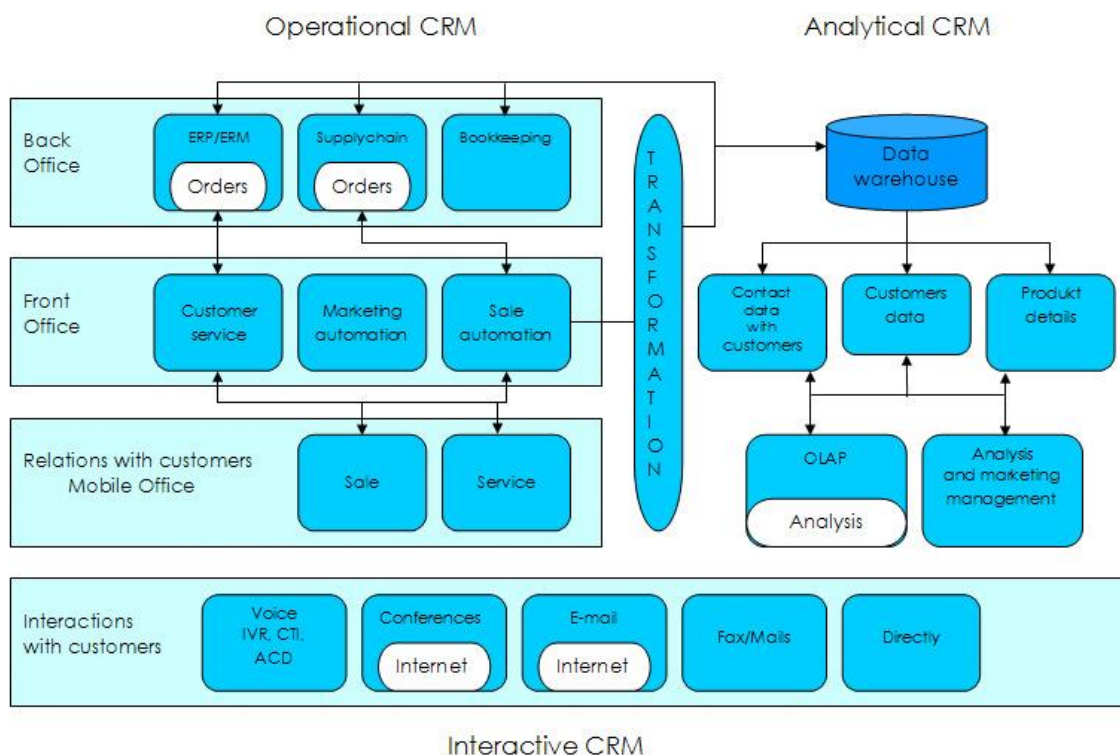 Operational CRM
Analytical CRM
Back
Office
ERP/ERM
Orders
Supplychain
Orders
Bookkeeping
TRANSFORMATION
Data
warehouse
Front
Office
Customer
service
Marketing
automation
Sale
automation
Contact
data
with
customers
Customers
data
Produkt
details
Relations with customers
Mobile Office
Sale
Service
OLAP
Analysis
Analysis
and marketing
management
Interactions
with customers
Voice
IVR, CTI,
ACD
Conferences
Internet
E-mail
Internet
Fax/Mails
Directly
Interactive CRM